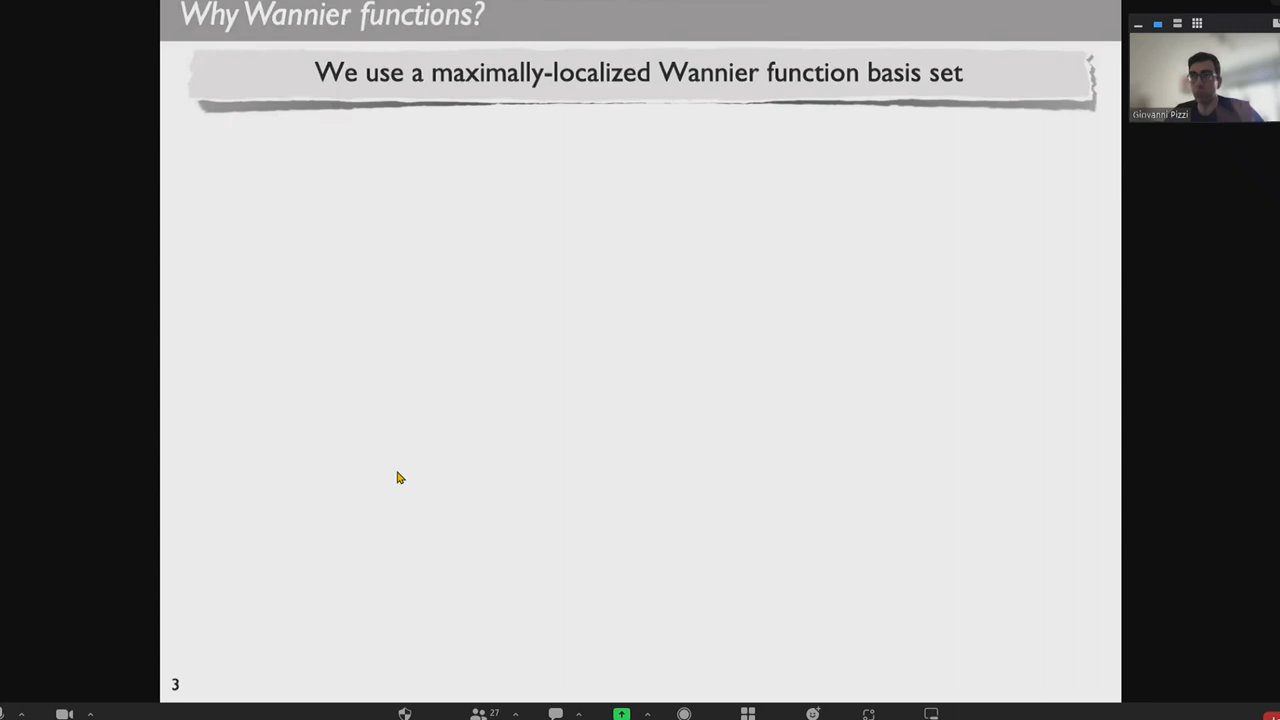 Why Wannier functions?
We use a maximally-localized Wannier function basis set
Giovanni Pizzi
3
27